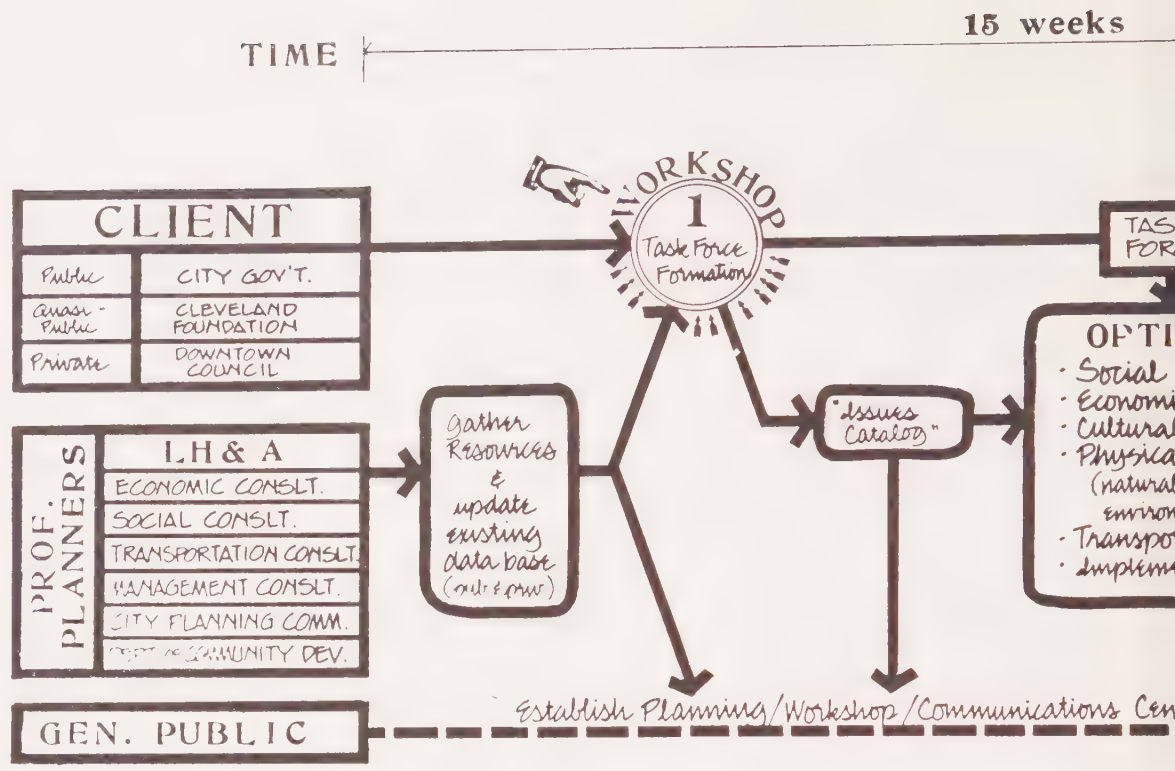 15 weeks
TIME
WORKSHOP
1
Task Force
Formation
CLIENT
Public CITY GOV'T.
Quasi-
Public
CLEVELAND
FOUNDATION
Private
DOWNTOWN
COUNCIL
TAS
FOR
OPTI
· Social
· Economi
· Cultural
· Physica
(natural
environ
· Transpor
· Impleme
"Issues
Catalog"
Gather
Resources
&
update
existing
data base
(pub & priv)
PROF.
PLANNERS
LH & A
ECONOMIC CONSLT.
SOCIAL CONSLT.
TRANSPORTATION CONSLT.
MANAGEMENT CONSLT.
CITY PLANNING COMM.
COMMUNITY DEV.
Establish Planning/Workshop/Communications Cen
GEN. PUBLIC